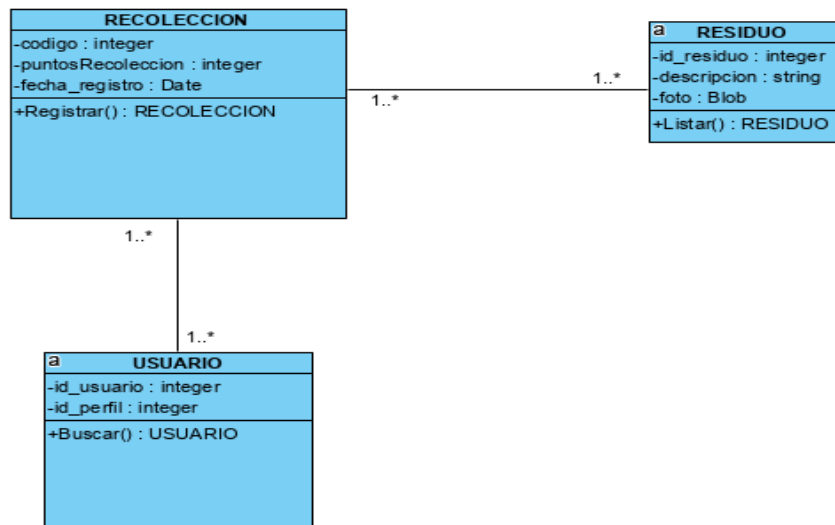 RECOLECCION
-codigo : integer
-puntosRecoleccion : integer
-fecha_registro : Date
+Registrar() : RECOLECCION
a
RESIDUO
-id_residuo : integer
-descripcion : string
-foto : Blob
+Listar() : RESIDUO
1..*
1..*
1..*
1..*
a
USUARIO
-id_usuario : integer
-id_perfil : integer
+Buscar() : USUARIO